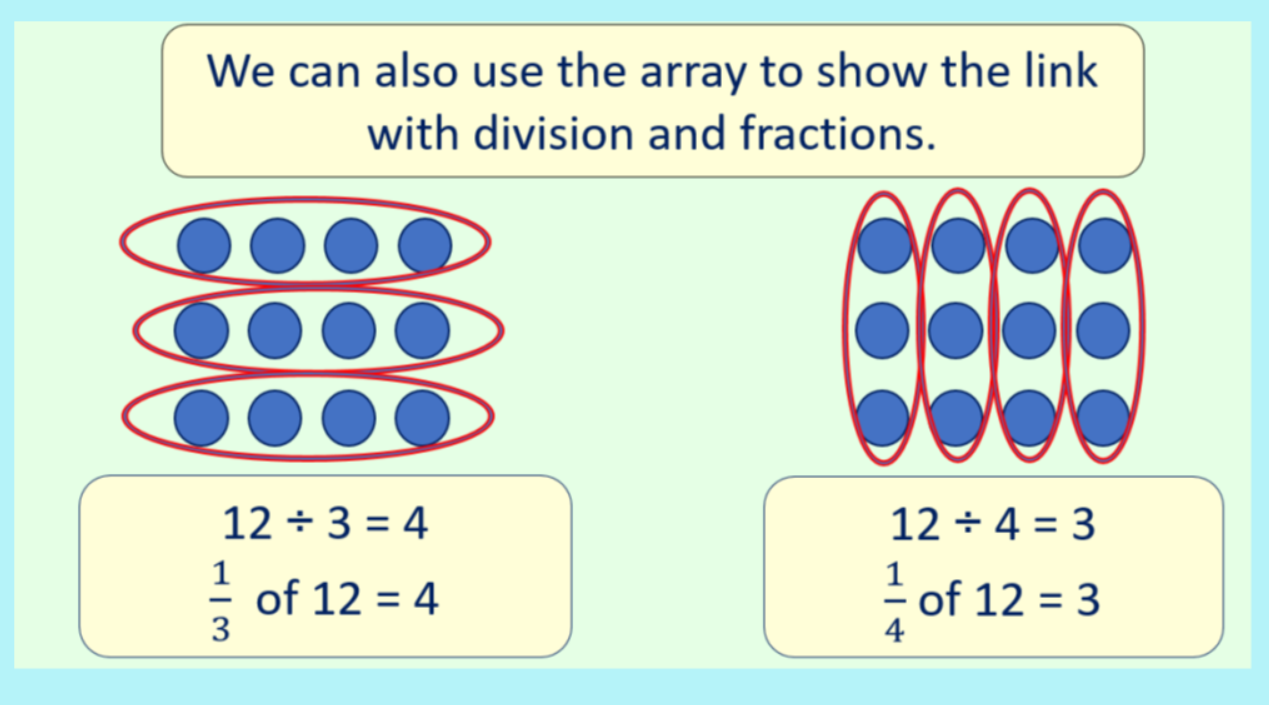 We can also use the array to show the link
with division and fractions.
12 ÷ 3 = 4
1/3 of 12 = 4
12 ÷ 4 = 3
1/4 of 12 = 3